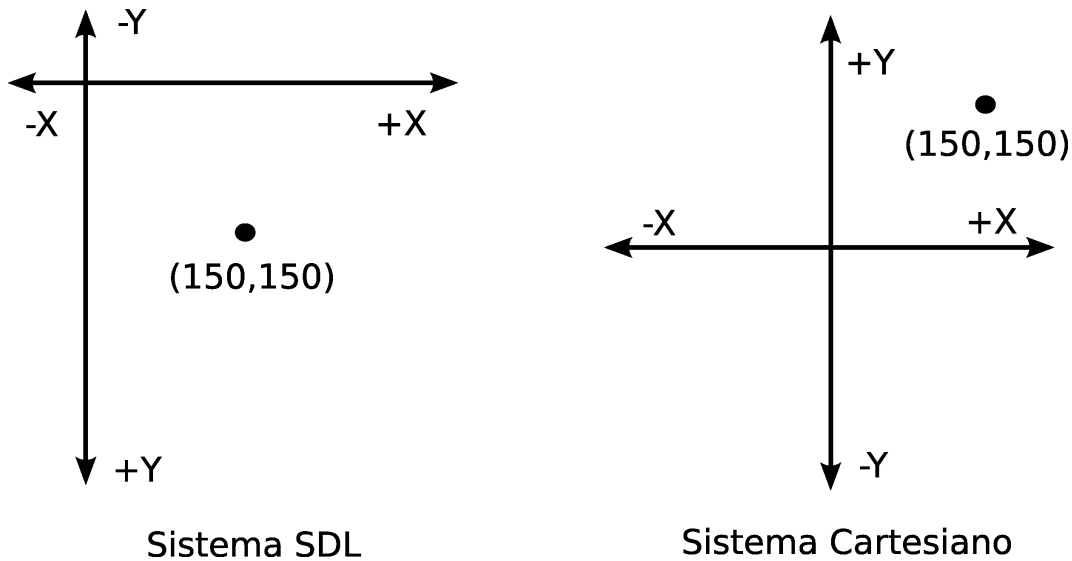 -Y
-X
+X
(150,150)
+Y
Sistema SDL
+Y
(150,150)
-X
+X
-Y
Sistema Cartesiano